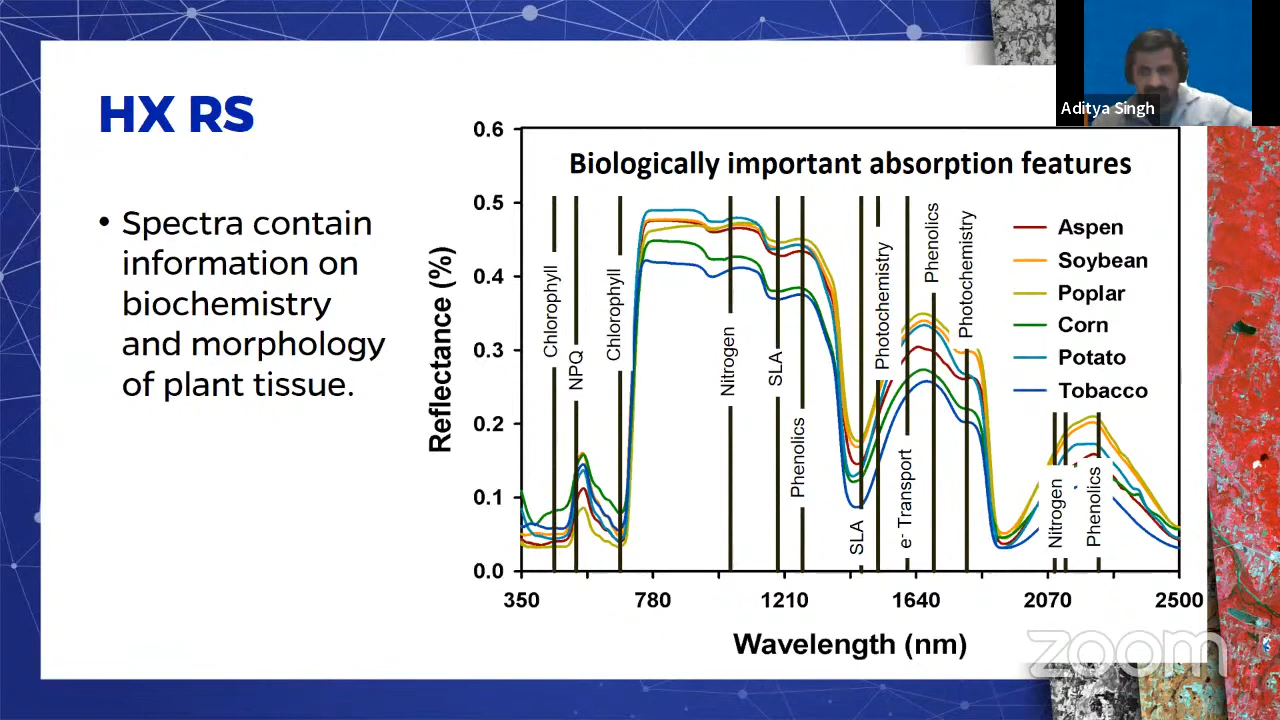 Aditya Singh
HX RS
• Spectra contain
information on
biochemistry
and morphology
of plant tissue.
Biologically important absorption features
Reflectance (%)
0.6
0.5
0.4
0.3
0.2
0.1
0.0
Chlorophyll
NPQ
Chlorophyll
Nitrogen
SLA
Phenolics
SLA
Photochemistry
e- Transport
Phenolics
Photochemistry
Nitrogen
Phenolics
Aspen
Soybean
Poplar
Corn
Potato
Tobacco
350 780 1210 1640 2070 2500
Wavelength (nm)
zoom